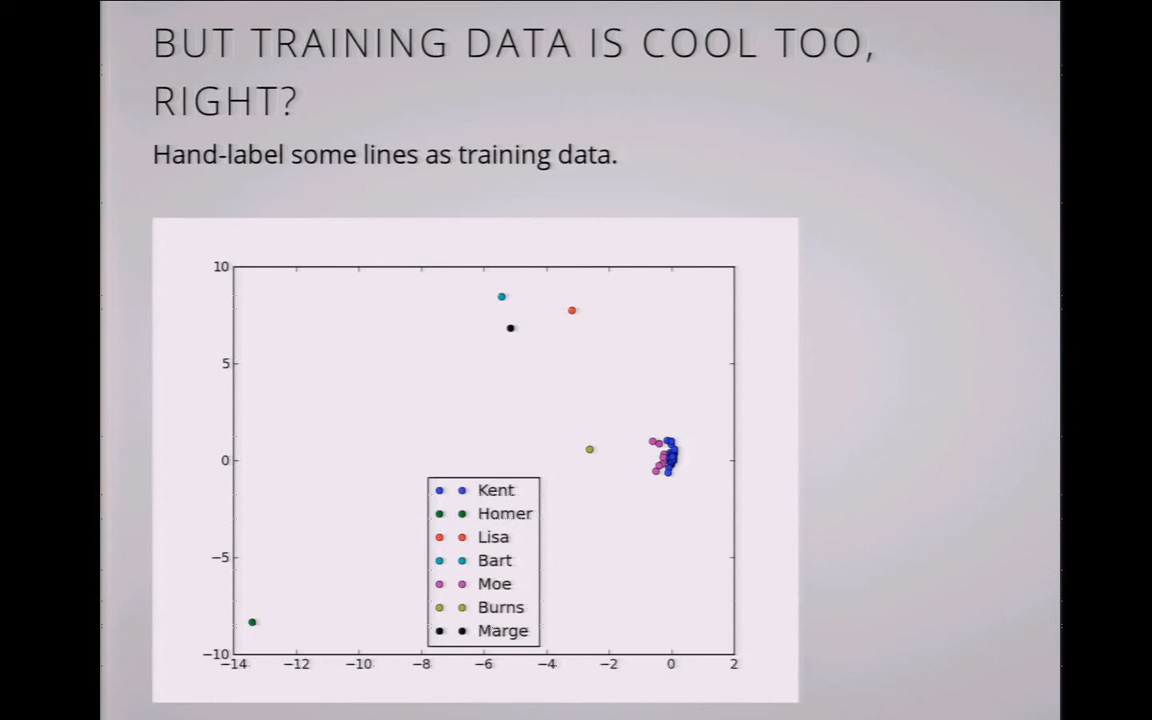 BUT TRAINING DATA IS COOL TOO,
RIGHT?
Hand-label some lines as training data.
10
5
0
−5
−10
Kent
Homer
Lisa
Bart
Moe
Burns
Marge
−14 −12 −10 −8 −6 −4 −2 0 2